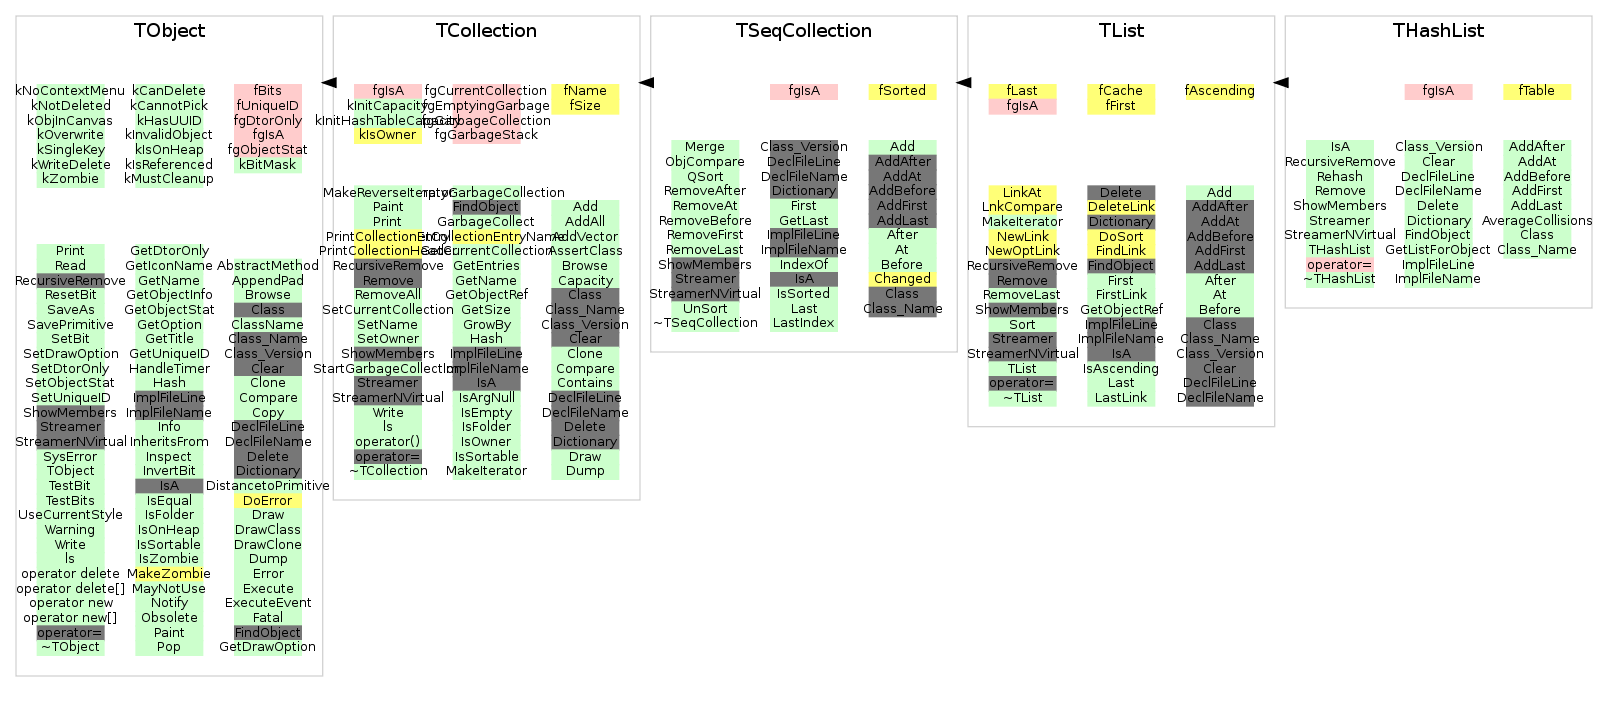 TObject
kNoContextMenu
kNotDeleted
kObjInCanvas
kOverwrite
kSingleKey
kWriteDelete
kZombie
kCanDelete
kCannotPick
kHasUUID
kInvalidObject
kIsOnHeap
kIsReferenced
kMustCleanup
fBits
fUniqueID
fgDtorOnly
fgIsA
fgObjectStat
kBitMask
Print
Read
RecursiveRemove
ResetBit
SaveAs
SavePrimitive
SetBit
SetDrawOption
SetDtorOnly
SetObjectStat
SetUniqueID
ShowMembers
Streamer
StreamerNVirtual
SysError
TObject
TestBit
TestBits
UseCurrentStyle
Warning
Write
ls
operator delete
operator delete[]
operator new
operator new[]
operator=
~TObject
GetDtorOnly
GetIconName
GetName
GetObjectInfo
GetObjectStat
GetOption
GetTitle
GetUniqueID
HandleTimer
Hash
ImplFileLine
ImplFileName
Info
InheritsFrom
Inspect
InvertBit
IsA
IsEqual
IsFolder
IsOnHeap
IsSortable
IsZombie
MakeZombie
MayNotUse
Notify
Obsolete
Paint
Pop
AbstractMethod
AppendPad
Browse
Class
ClassName
Class_Name
Class_Version
Clear
Clone
Compare
Copy
DeclFileLine
DeclFileName
Delete
Dictionary
DistancetoPrimitive
DoError
Draw
DrawClass
DrawClone
Dump
Error
Execute
ExecuteEvent
Fatal
FindObject
GetDrawOption
TCollection
fgIsA
kInitCapacity
kInitHashTableCapacity
kIsOwner
fgCurrentCollection
fgEmptyingGarbage
fgGarbageCollection
fgGarbageStack
fName
fSize
MakeReverseIterator
Paint
Print
PrintCollectionEntry
PrintCollectionHeader
RecursiveRemove
Remove
RemoveAll
SetCurrentCollection
SetName
SetOwner
ShowMembers
StartGarbageCollection
Streamer
StreamerNVirtual
Write
ls
operator()
operator=
~TCollection
FindObject
GarbageCollect
GetCollectionEntryName
GetCurrentCollection
GetEntries
GetName
GetObjectRef
GetSize
GrowBy
Hash
ImplFileLine
ImplFileName
IsA
IsArgNull
IsEmpty
IsFolder
IsOwner
IsSortable
MakeIterator
Add
AddAll
AddVector
AssertClass
Browse
Capacity
Class
Class_Name
Class_Version
Clear
Clone
Compare
Contains
DeclFileLine
DeclFileName
Delete
Dictionary
Draw
Dump
TSeqCollection
fgIsA
fSorted
Merge
ObjCompare
QSort
RemoveAfter
RemoveAt
RemoveBefore
RemoveFirst
RemoveLast
ShowMembers
Streamer
StreamerNVirtual
UnSort
~TSeqCollection
Class_Version
DeclFileLine
DeclFileName
Dictionary
First
GetLast
ImplFileLine
ImplFileName
IndexOf
IsA
IsSorted
Last
LastIndex
Add
AddAfter
AddAt
AddBefore
AddFirst
AddLast
After
At
Before
Changed
Class
Class_Name
TList
fLast
fgIsA
fCache
fFirst
fAscending
LinkAt
LnkCompare
MakeIterator
NewLink
NewOptLink
RecursiveRemove
Remove
RemoveLast
ShowMembers
Sort
Streamer
StreamerNVirtual
TList
operator=
~TList
Delete
DeleteLink
Dictionary
DoSort
FindLink
FindObject
First
FirstLink
GetObjectRef
ImplFileLine
ImplFileName
IsA
IsAscending
Last
LastLink
Add
AddAfter
AddAt
AddBefore
AddFirst
AddLast
After
At
Before
Class
Class_Name
Class_Version
Clear
DeclFileLine
DeclFileName
THashList
fgIsA
fTable
IsA
RecursiveRemove
Rehash
Remove
ShowMembers
Streamer
StreamerNVirtual
THashList
operator=
~THashList
Class_Version
Clear
DeclFileLine
DeclFileName
Delete
Dictionary
FindObject
GetListForObject
ImplFileLine
ImplFileName
AddAfter
AddAt
AddBefore
AddFirst
AddLast
AverageCollisions
Class
Class_Name